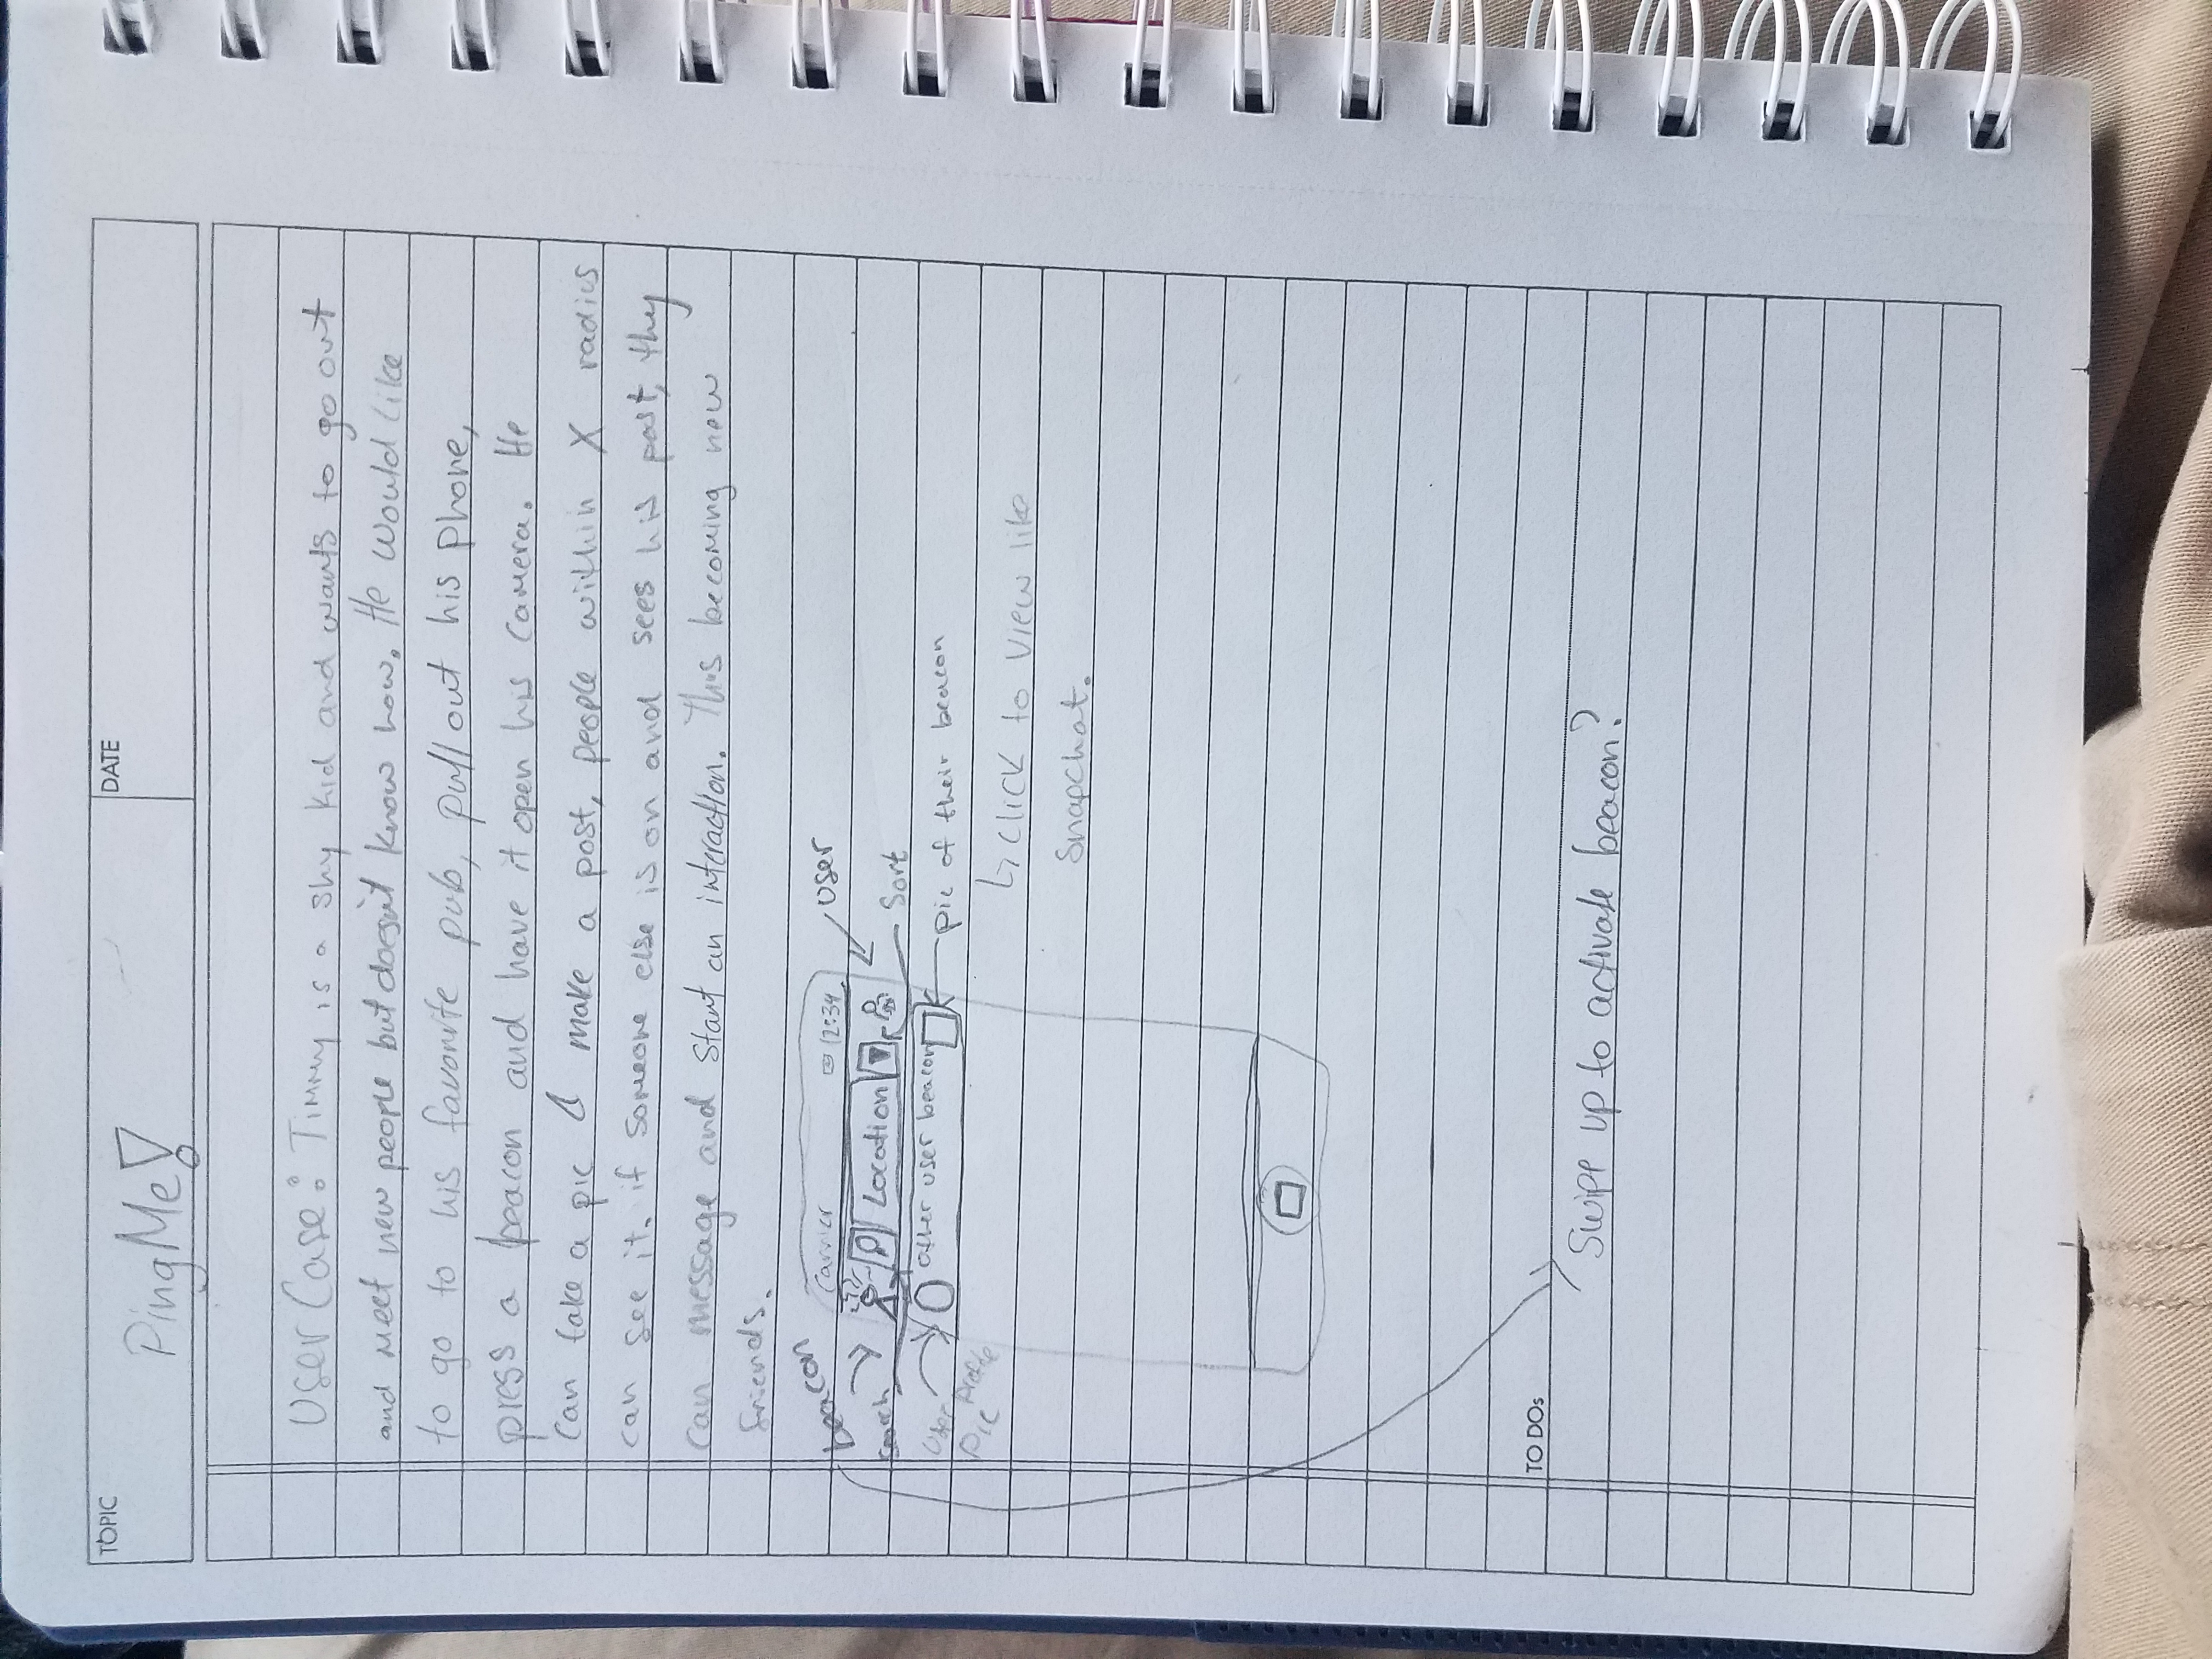 TOPIC
PingMe!
DATE
User Case: Timmy is a shy kid and wants to go out
and meet new people but doesn't know how. He would like
to go to his favorite pub, pull out his phone,
press a beacon and have it open his camera. He
can take a pic & make a post, people within X radius
can see it. if someone else is on and sees his post, they
can message and start an interaction. Thus becoming new
friends.
beacon
Carrier
12:34
User
Search
Location
Sort
User Profile
Pic
other user beacon
pic of their beacon
↳ click to view like
Snapchat.
TO DOs
Swipe up to activate beacon?